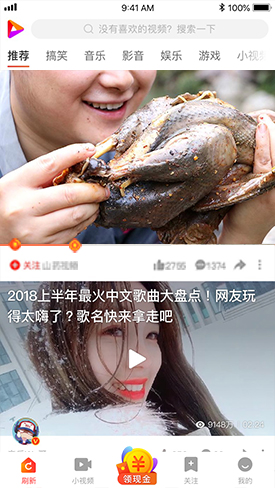 9:41 AM
100%
没有喜欢的视频？搜索一下
推荐 搞笑 音乐 影音 娱乐 游戏 小视频
关注 山药视频 2755 1374
2018上半年最火中文歌曲大盘点！网友玩
得太嗨了？歌名快来拿走吧
9148万
刷新 小视频 领现金 关注 我的